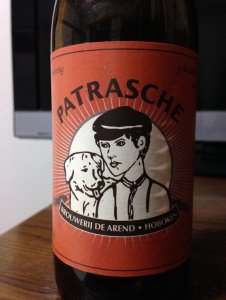 PATRASCHE
BROUWERIJ DE AREND • HOBOKEN